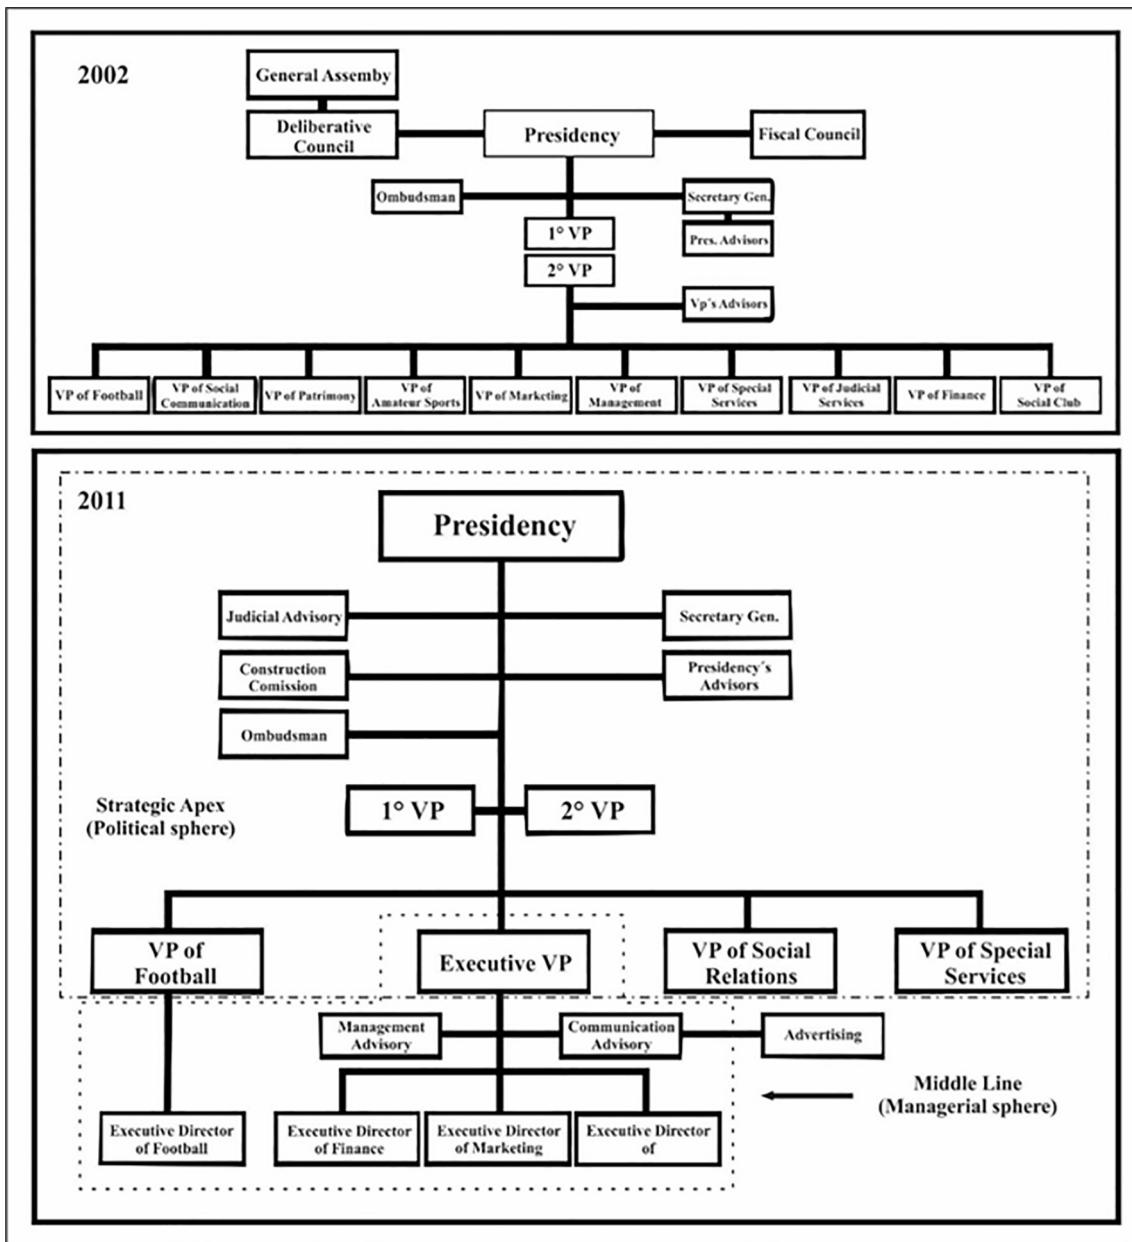 2002
General Assemby
Deliberative
Council
Presidency
Fiscal Council
Ombudsman
Secretary Gen.
Pres. Advisors
1° VP
2° VP
Vp´s Advisors
VP of Football
VP of Social
Communication
VP of Patrimony
VP of
Amateur Sports
VP of Marketing
VP of
Management
VP of Special
Services
VP of Judicial
Services
VP of Finance
VP of
Social Club
2011
Presidency
Judicial Advisory
Secretary Gen.
Construction
Comission
Presidency´s
Advisors
Ombudsman
1° VP
2° VP
Strategic Apex
(Political sphere)
VP of
Football
Executive VP
VP of Social
Relations
VP of Special
Services
Management
Advisory
Communication
Advisory
Advertising
Middle Line
(Managerial sphere)
Executive Director
of Football
Executive Director
of Finance
Executive Director
of Marketing
Executive Director
of